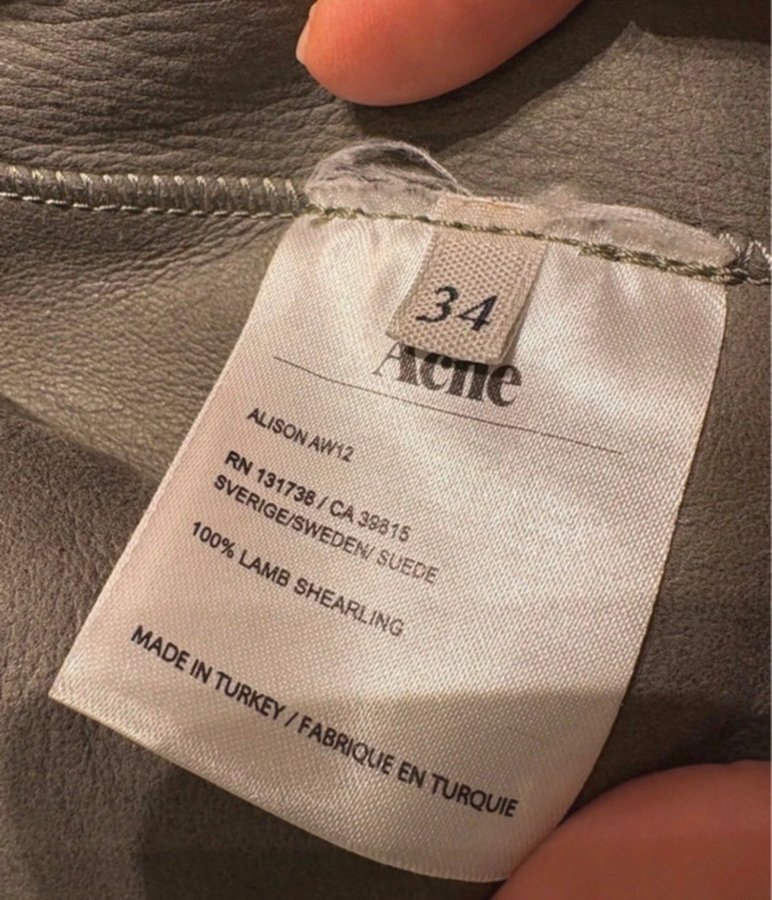 34
Acne
ALISON AW12
RN 131738 / CA 39815
SVERIGE/SWEDEN/ SUEDE
100% LAMB SHEARLING
MADE IN TURKEY / FABRIQUE EN TURQUIE